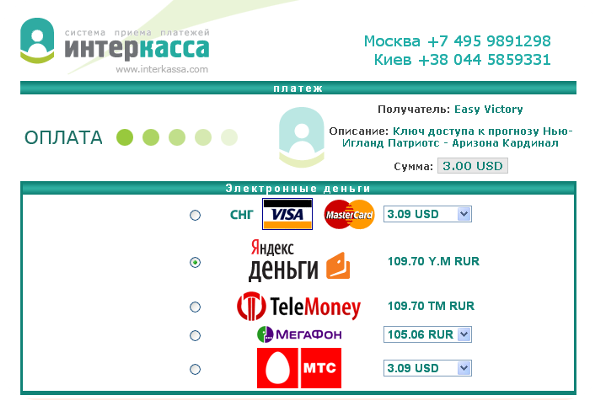 система приема платежей
интеркасса
www.interkassa.com
Москва +7 495 9891298
Киев +38 044 5859331
платеж
Получатель: Easy Victory
ОПЛАТА
Описание: Ключ доступа к прогнозу Нью-
Игланд Патриотс - Аризона Кардинал
Сумма: 3.00 USD
Электронные деньги
СНГ VISA MasterCard 3.09 USD
Яндекс
деньги 109.70 Y.M RUR
TeleMoney 109.70 TM RUR
МЕГАФОН 105.06 RUR
МТС 3.09 USD